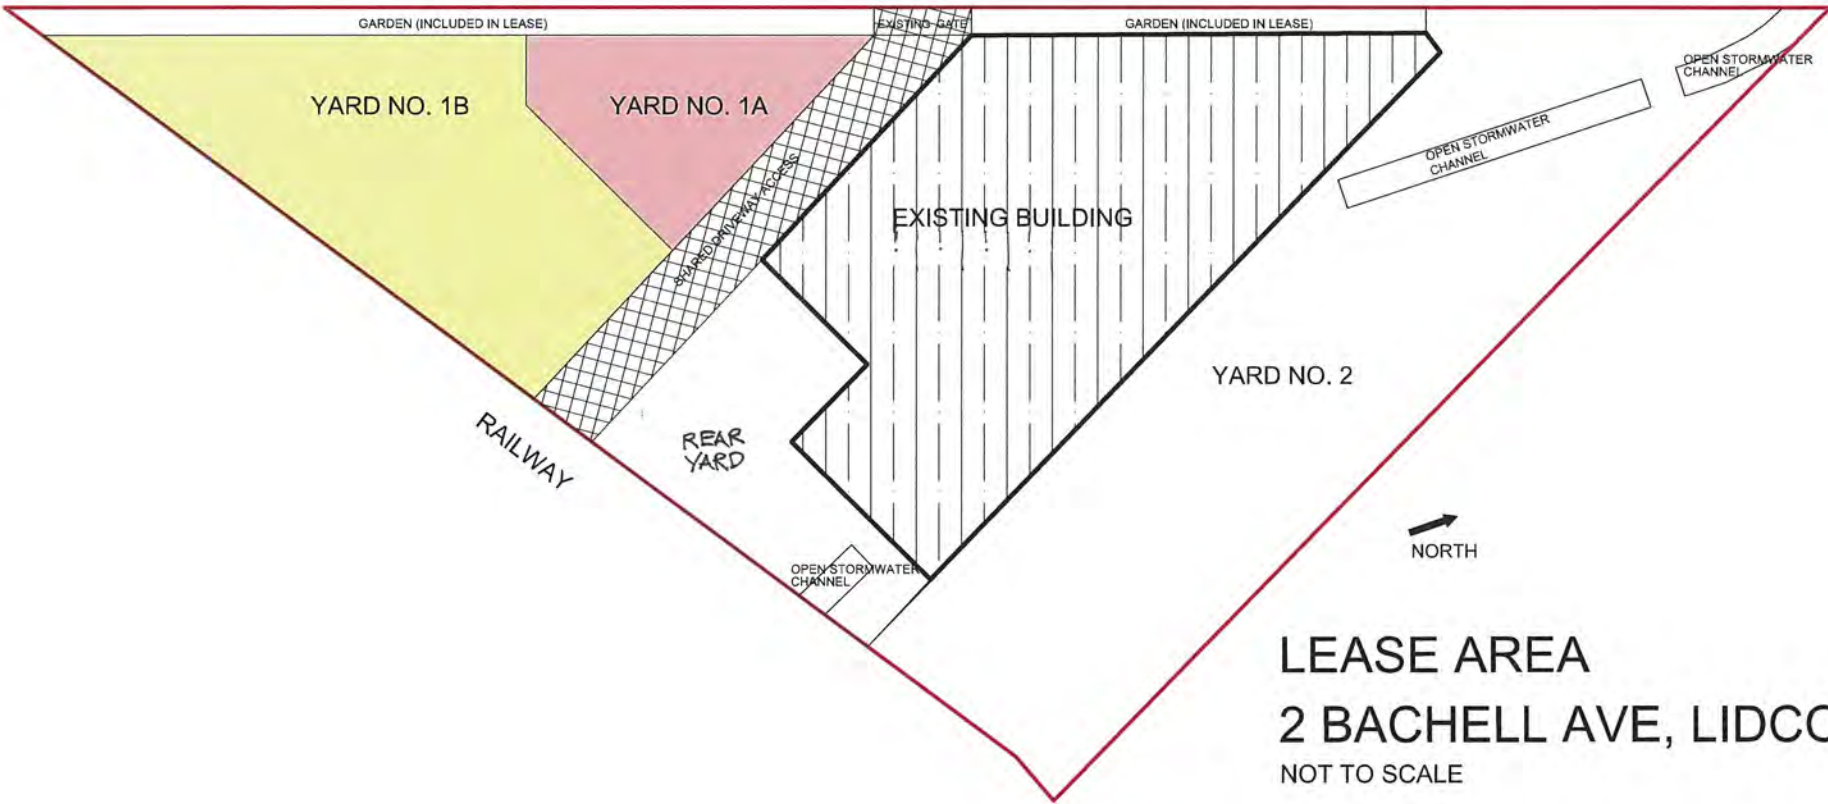 GARDEN (INCLUDED IN LEASE)
EXISTING GATE
GARDEN (INCLUDED IN LEASE)
OPEN STORMWATER
CHANNEL
YARD NO. 1B
YARD NO. 1A
OPEN STORMWATER
CHANNEL
SHARED DRIVEWAY ACCESS
EXISTING BUILDING
YARD NO. 2
RAILWAY
REAR
YARD
NORTH
OPEN STORMWATER
CHANNEL
LEASE AREA
2 BACHELL AVE, LIDCO
NOT TO SCALE